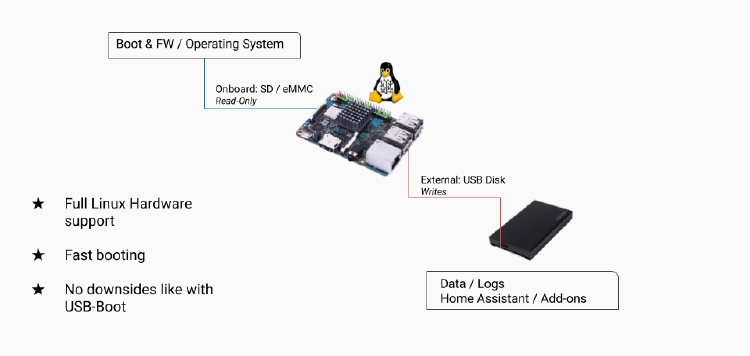 Boot & FW / Operating System
Onboard: SD / eMMC
Read-Only
External: USB Disk
Writes
★ Full Linux Hardware
support
★ Fast booting
★ No downsides like with
USB-Boot
Data / Logs
Home Assistant / Add-ons